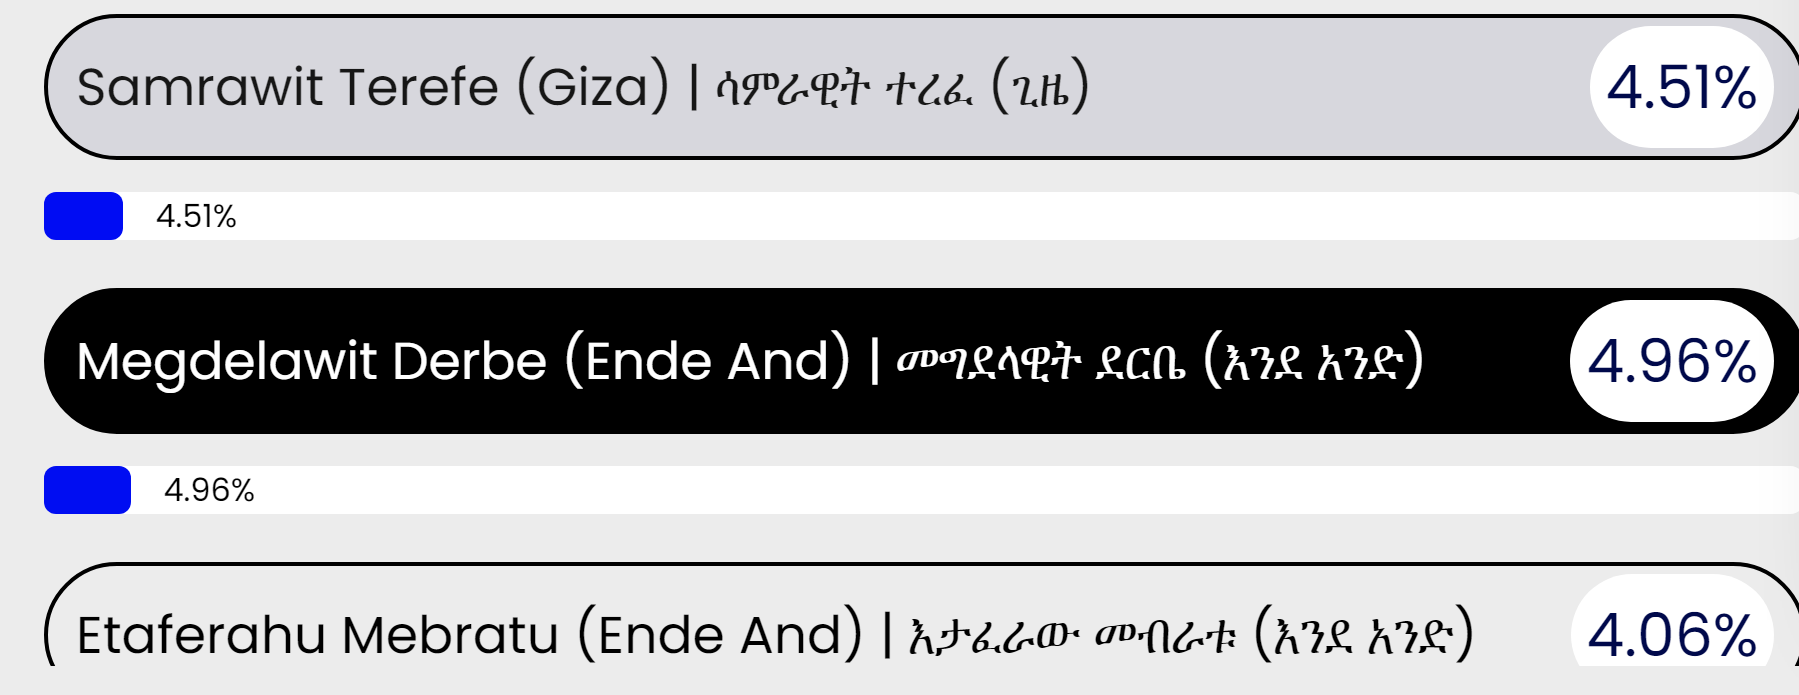 Samrawit Terefe (Giza) | ሳምራዊት ተረፈ (ጊዜ) 4.51%
4.51%
Megdelawit Derbe (Ende And) | መግደላዊት ደርቤ (እንደ አንድ) 4.96%
4.96%
Etaferahu Mebratu (Ende And) | እታፈራው መብራቱ (እንደ አንድ) 4.06%